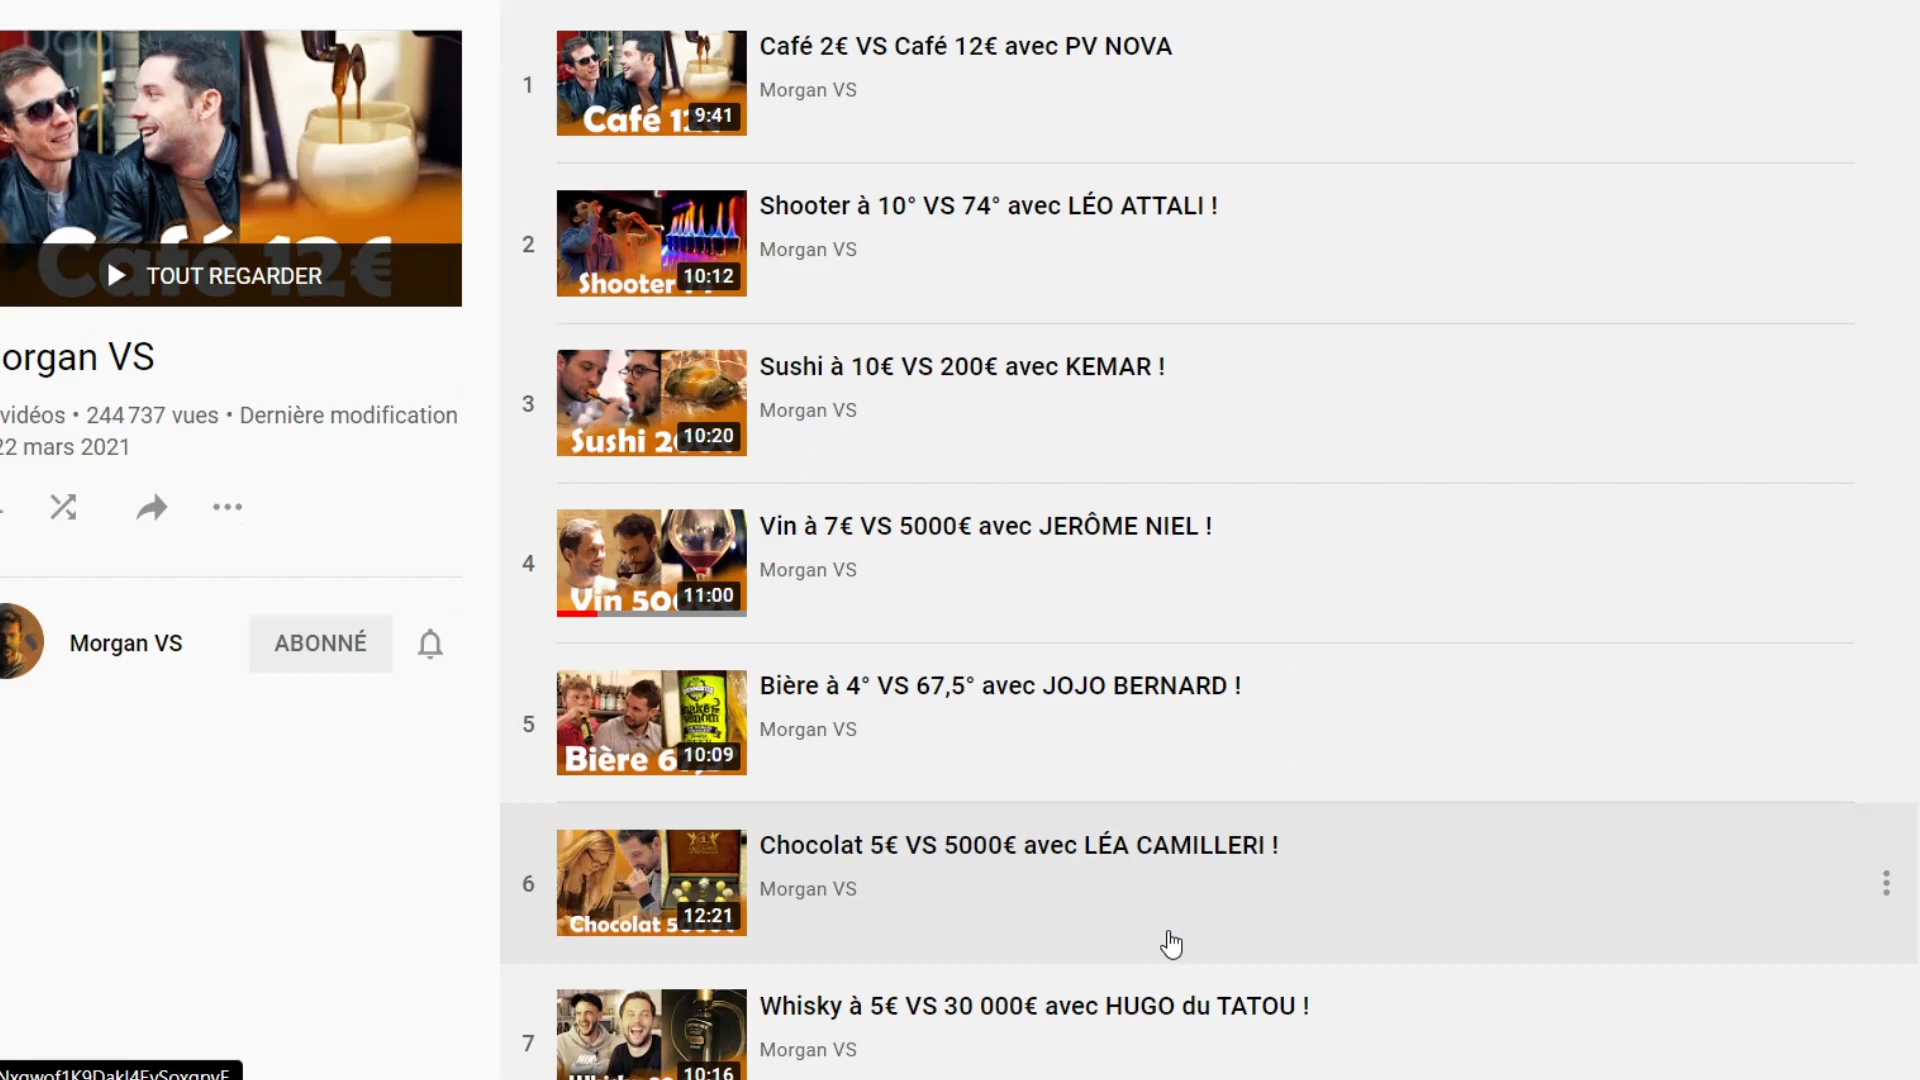 Café 12€
TOUT REGARDER
organ VS
vidéos • 244 737 vues • Dernière modification
22 mars 2021
Morgan VS
ABONNÉ
1
Café 12€
9:41
Café 2€ VS Café 12€ avec PV NOVA
Morgan VS
2
Shooter
10:12
Shooter à 10° VS 74° avec LÉO ATTALI !
Morgan VS
3
Sushi 2
10:20
Sushi à 10€ VS 200€ avec KEMAR !
Morgan VS
4
Vin 50
11:00
Vin à 7€ VS 5000€ avec JERÔME NIEL !
Morgan VS
5
Bière 6
10:09
Bière à 4° VS 67,5° avec JOJO BERNARD !
Morgan VS
6
Chocolat 5
12:21
Chocolat 5€ VS 5000€ avec LÉA CAMILLERI !
Morgan VS
7
10:16
Whisky à 5€ VS 30 000€ avec HUGO du TATOU !
Morgan VS